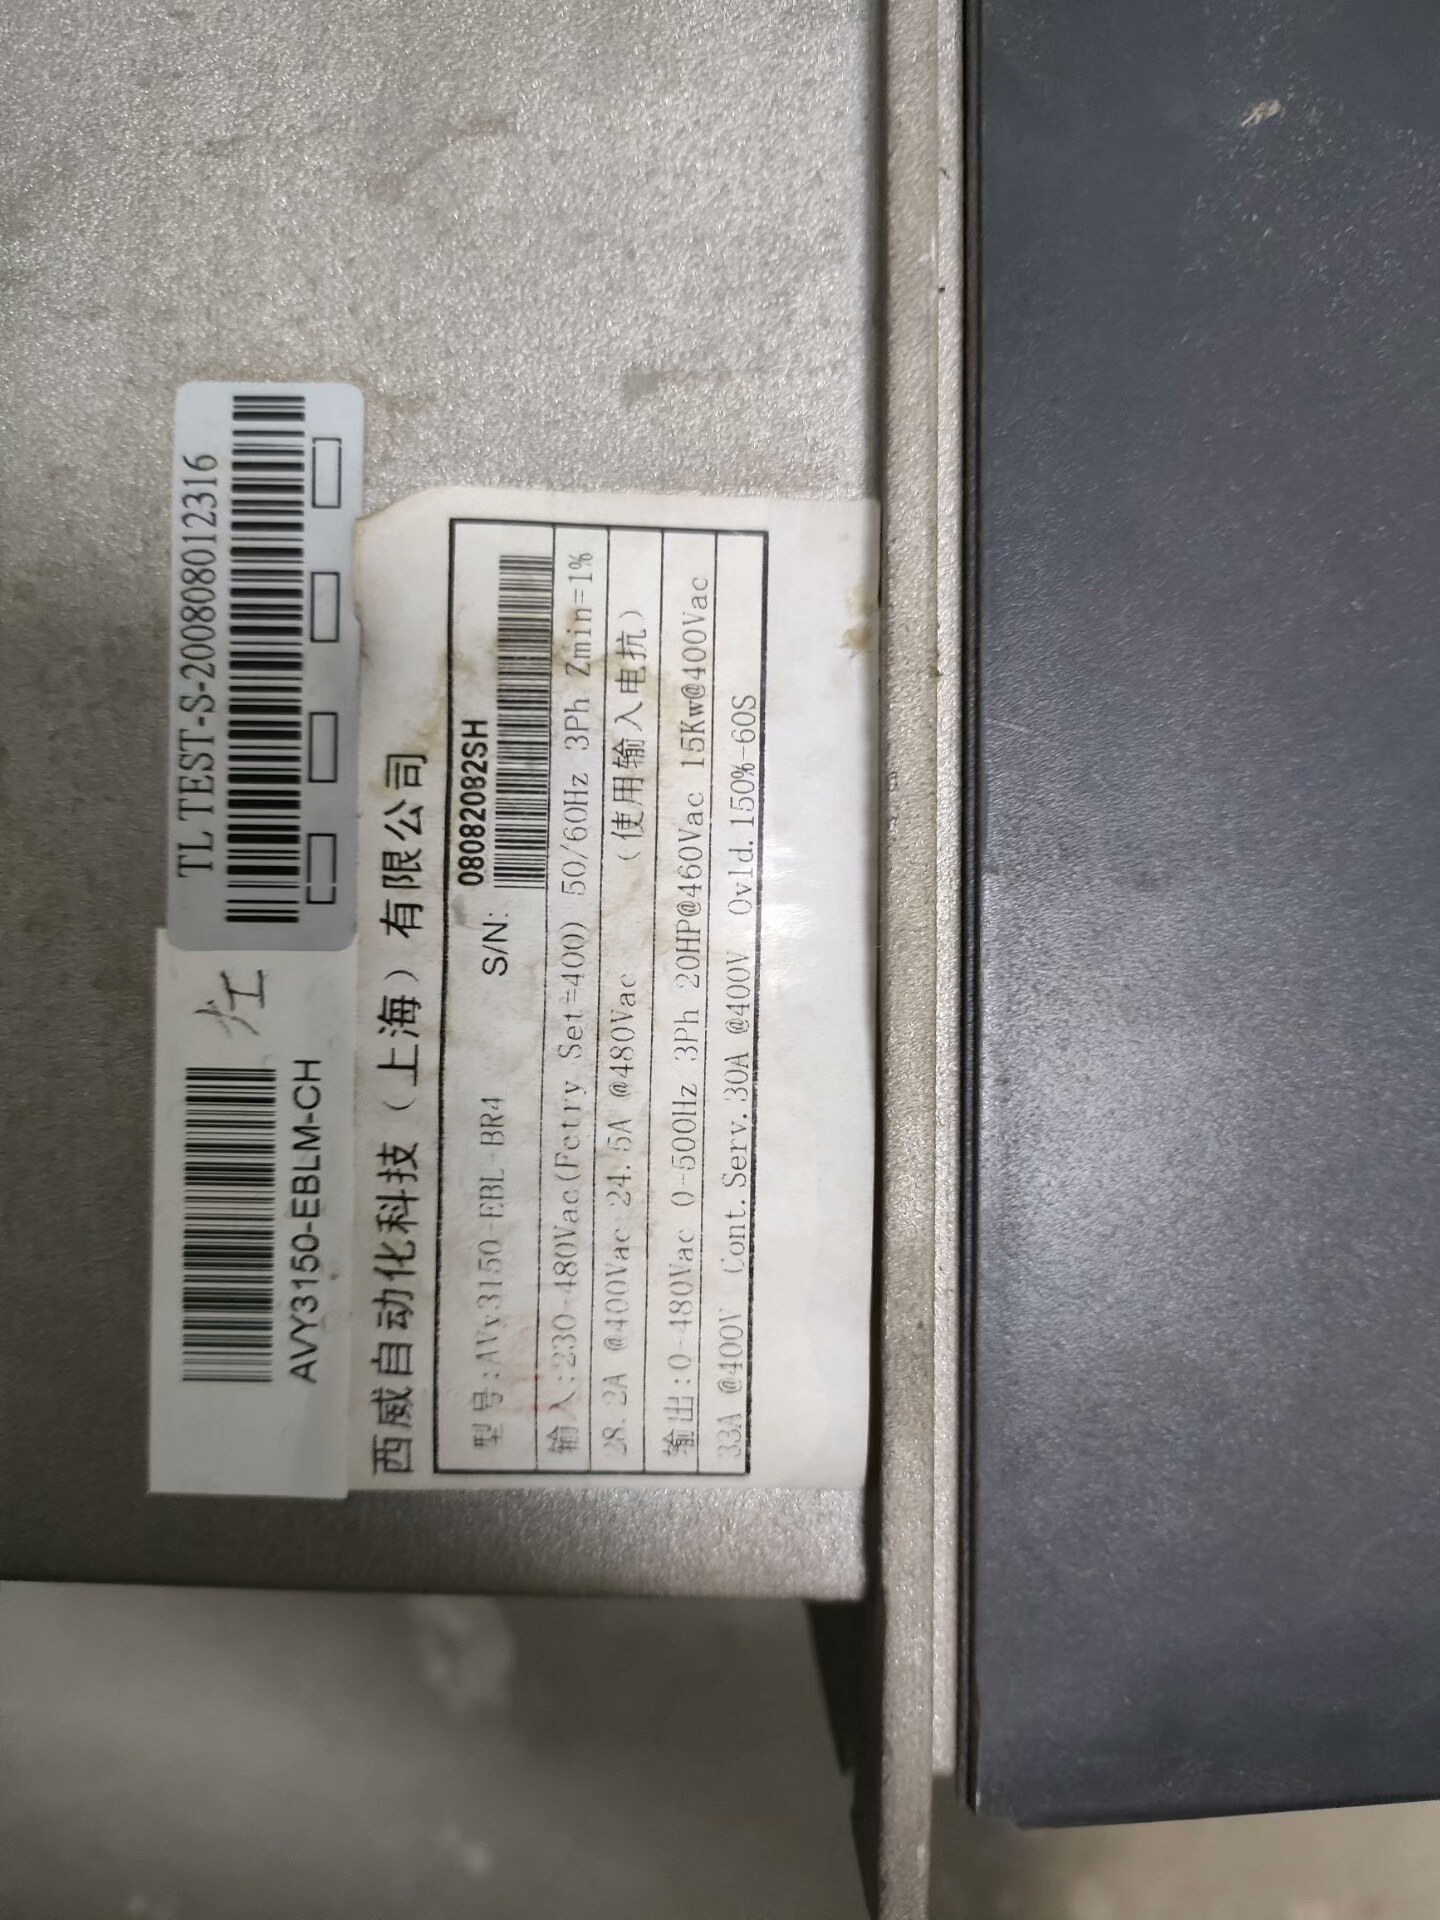 TL TEST-S-200808012316
AVY3150-EBLM-CH
西威自动化科技（上海）有限公司
型号:AVy3150-EBL-BR4 S/N: 08082082SH
输入:230-480Vac(Fctry Set=400) 50/60Hz 3Ph Zmin=1%
28.2A @400Vac 24.5A @480Vac （使用输入电抗）
输出:0-480Vac 0-500Hz 3Ph 20HP@460Vac 15Kw@400Vac
33A @400V Cont.Serv.30A @400V Ovld.150%-60S